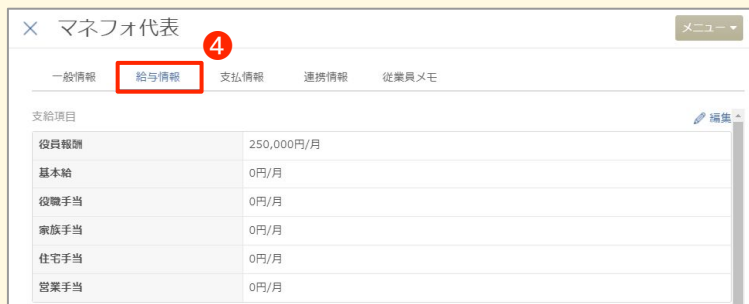 × マネフォ代表
メニュー
4
一般情報 給与情報 支払情報 連携情報 従業員メモ
支給項目 編集
役員報酬 250,000円/月
基本給 0円/月
役職手当 0円/月
家族手当 0円/月
住宅手当 0円/月
営業手当 0円/月